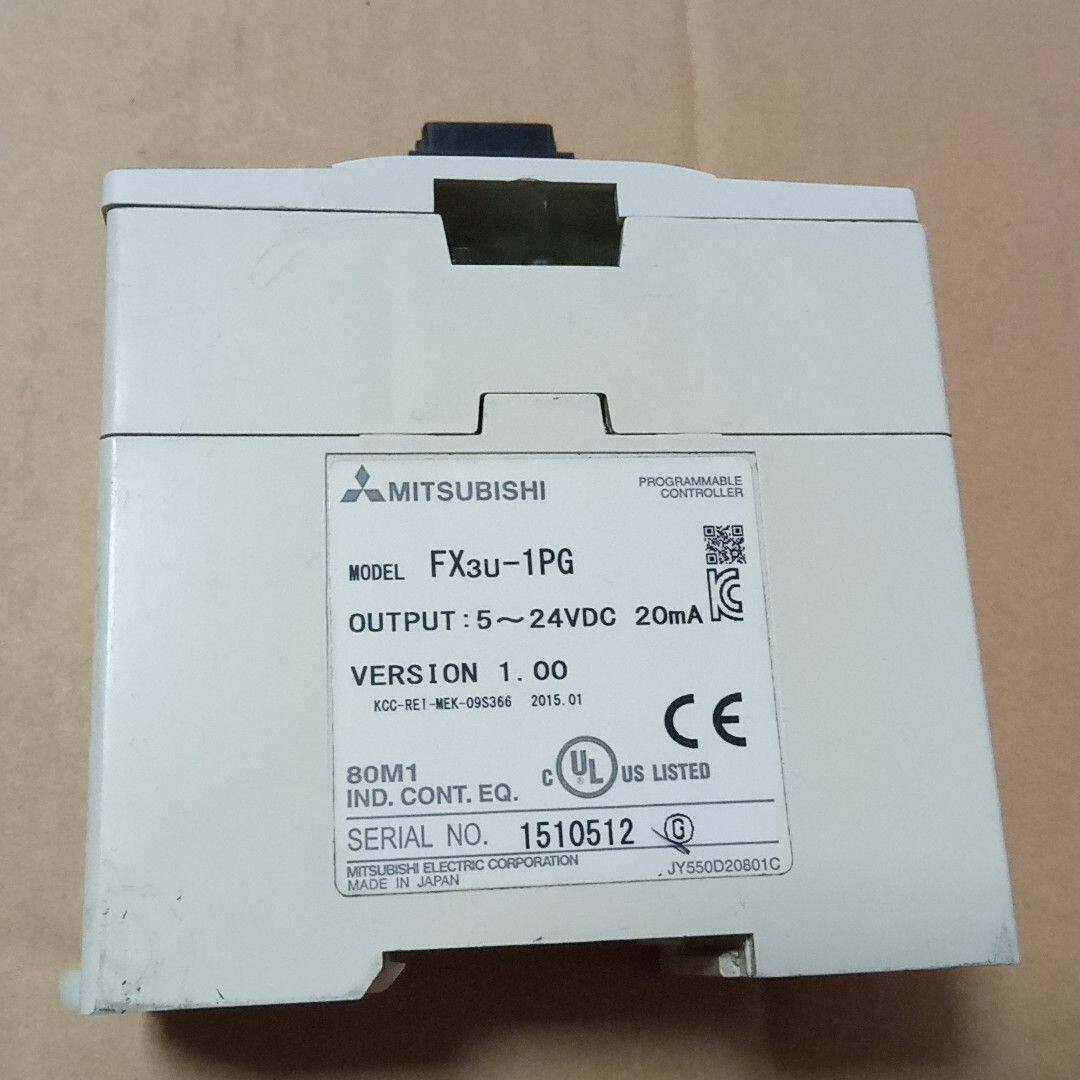 MITSUBISHI
PROGRAMMABLE
CONTROLLER
MODEL FX3U-1PG
OUTPUT:5～24VDC 20mA
VERSION 1.00
KCC-REI-MEK-09S366 2015.01
CE
80M1
IND. CONT. EQ.
C UL ® US LISTED
SERIAL NO. 1510512 G
MITSUBISHI ELECTRIC CORPORATION
MADE IN JAPAN
JY550D20801C